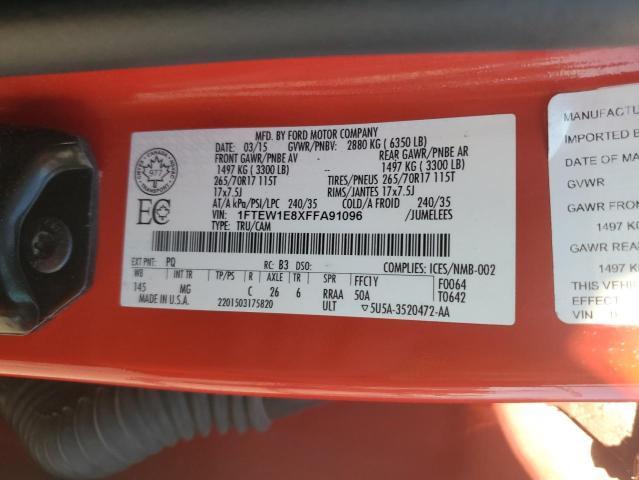 MFD. BY FORD MOTOR COMPANY
DATE: 03/15 GVWR/PNBV: 2880 KG ( 6350 LB)
FRONT GAWR/PNBE AV REAR GAWR/PNBE AR
1497 KG ( 3300 LB) 1497 KG ( 3300 LB)
265/70R17 115T TIRES/PNEUS 265/70R17 115T
17x7.5J RIMS/JANTES 17x7.5J
AT/A kPa/PSI/LPC 240/35 COLD/A FROID 240/35
VIN: 1FTEW1E8XFFA91096 /JUMELEES
TYPE: TRU/CAM
EC
977
EXT PNT: PQ RC: B3 DSO: COMPLIES: ICES/NMB-002
WB INT TR TP/PS R AXLE TR SPR FFC1Y F0064
145 MG C 26 6 RRAA 50A T0642
MADE IN U.S.A. 2201503175820 ULT ▽5U5A-3520472-AA
MANUFACTU
IMPORTED
DATE OF MA
GVWR
GAWR FRON
1497 KG
GAWR REAR
1497 K
THIS VEHIC
EFFECT
VIN